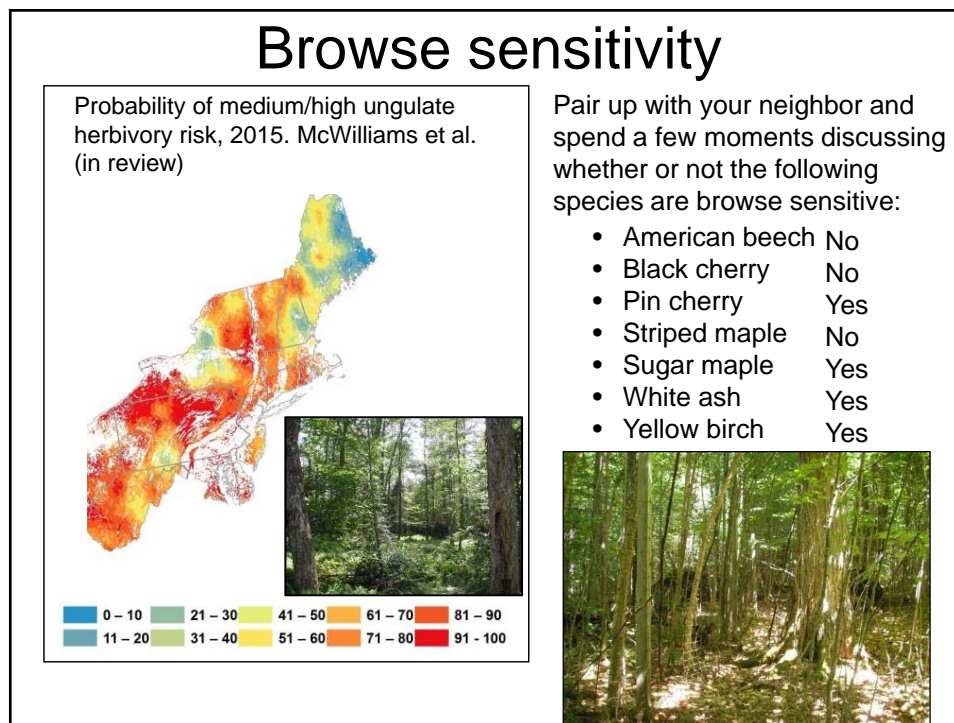 Browse sensitivity
Probability of medium/high ungulate
herbivory risk, 2015. McWilliams et al.
(in review)
0 – 10 21 – 30 41 – 50 61 – 70 81 – 90
11 – 20 31 – 40 51 – 60 71 – 80 91 - 100
Pair up with your neighbor and
spend a few moments discussing
whether or not the following
species are browse sensitive:
• American beech No
• Black cherry No
• Pin cherry Yes
• Striped maple No
• Sugar maple Yes
• White ash Yes
• Yellow birch Yes